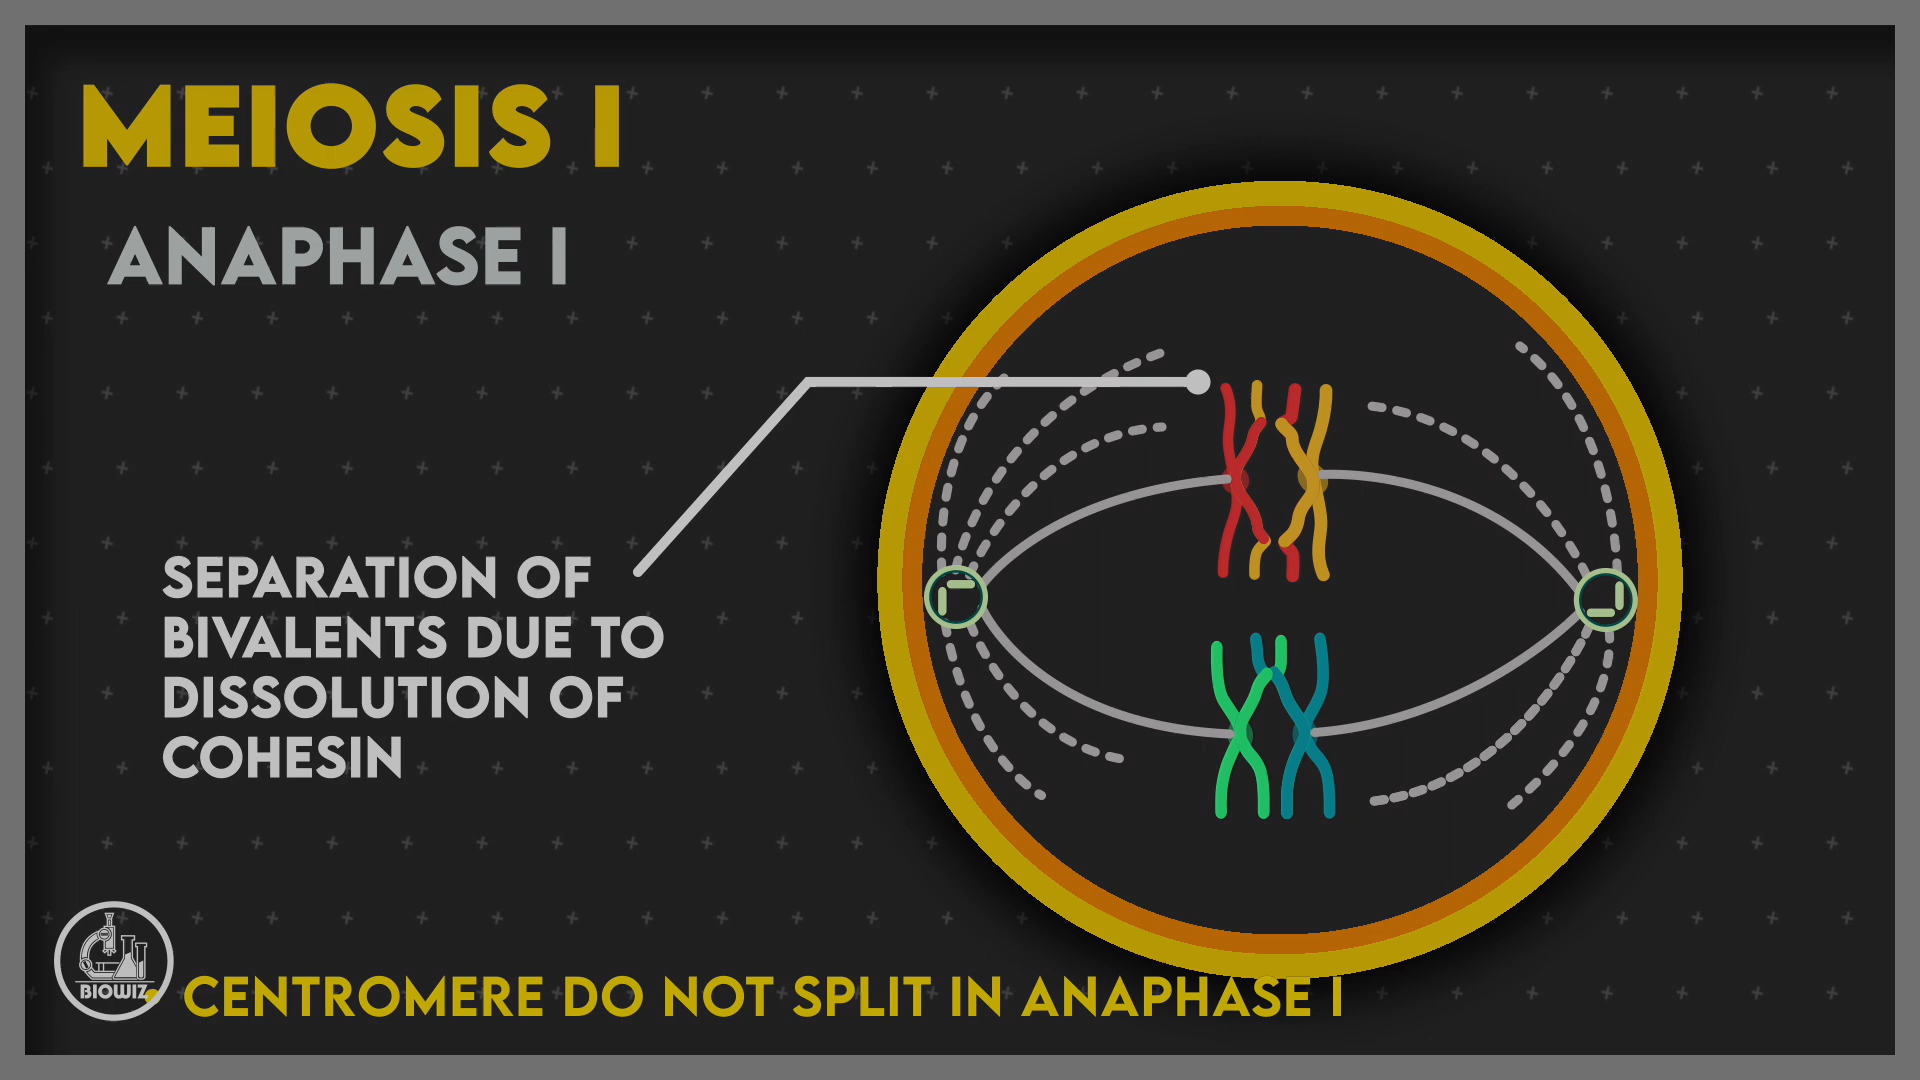 MEIOSIS I
ANAPHASE I
SEPARATION OF
BIVALENTS DUE TO
DISSOLUTION OF
COHESIN
BIOWIZ
• CENTROMERE DO NOT SPLIT IN ANAPHASE I